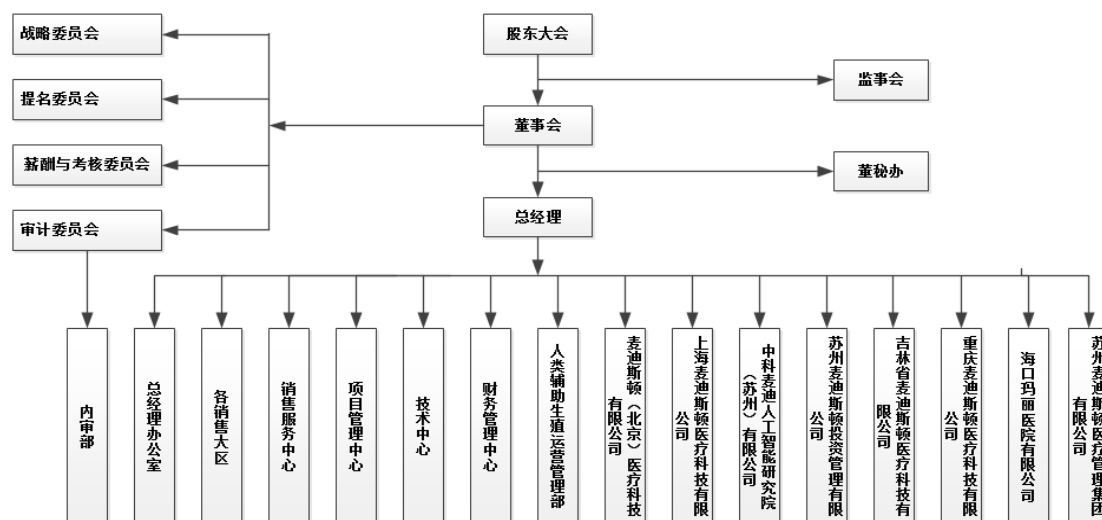 战略委员会
股东大会
提名委员会
监事会
董事会
薪酬与考核委员会
董秘办
审计委员会
总经理
内审部
总经理办公室
各销售大区
销售服务中心
项目管理中心
技术中心
财务管理中心
人类辅助生殖运营管理部
麦迪斯顿（北京）医疗科技
有限公司
上海麦迪斯顿医疗科技有限
公司
中科麦迪人工智能研究院
（苏州）有限公司
苏州麦迪斯顿投资管理有限
公司
吉林省麦迪斯顿医疗科技有
限公司
重庆麦迪斯顿医疗科技有限
公司
海口玛丽医院有限公司
苏州麦迪斯顿医疗管理集团
有限公司